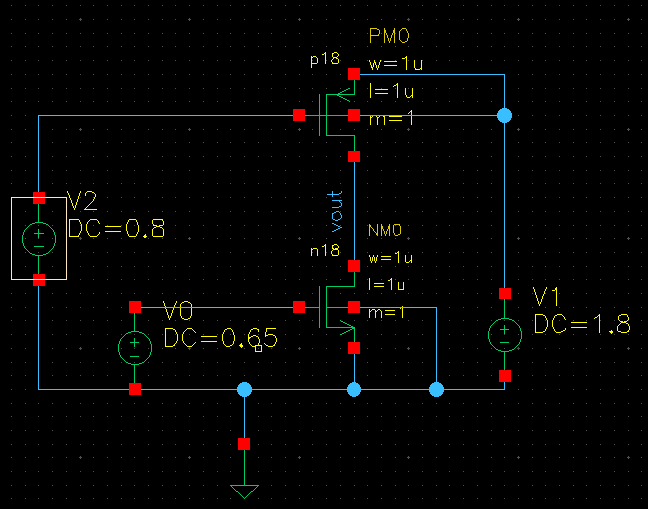 PM0
p18
w=1u
l=1u
m=1
V2
DC=0.8
vout
NM0
n18
w=1u
l=1u
m=1
V0
DC=0.65
V1
DC=1.8